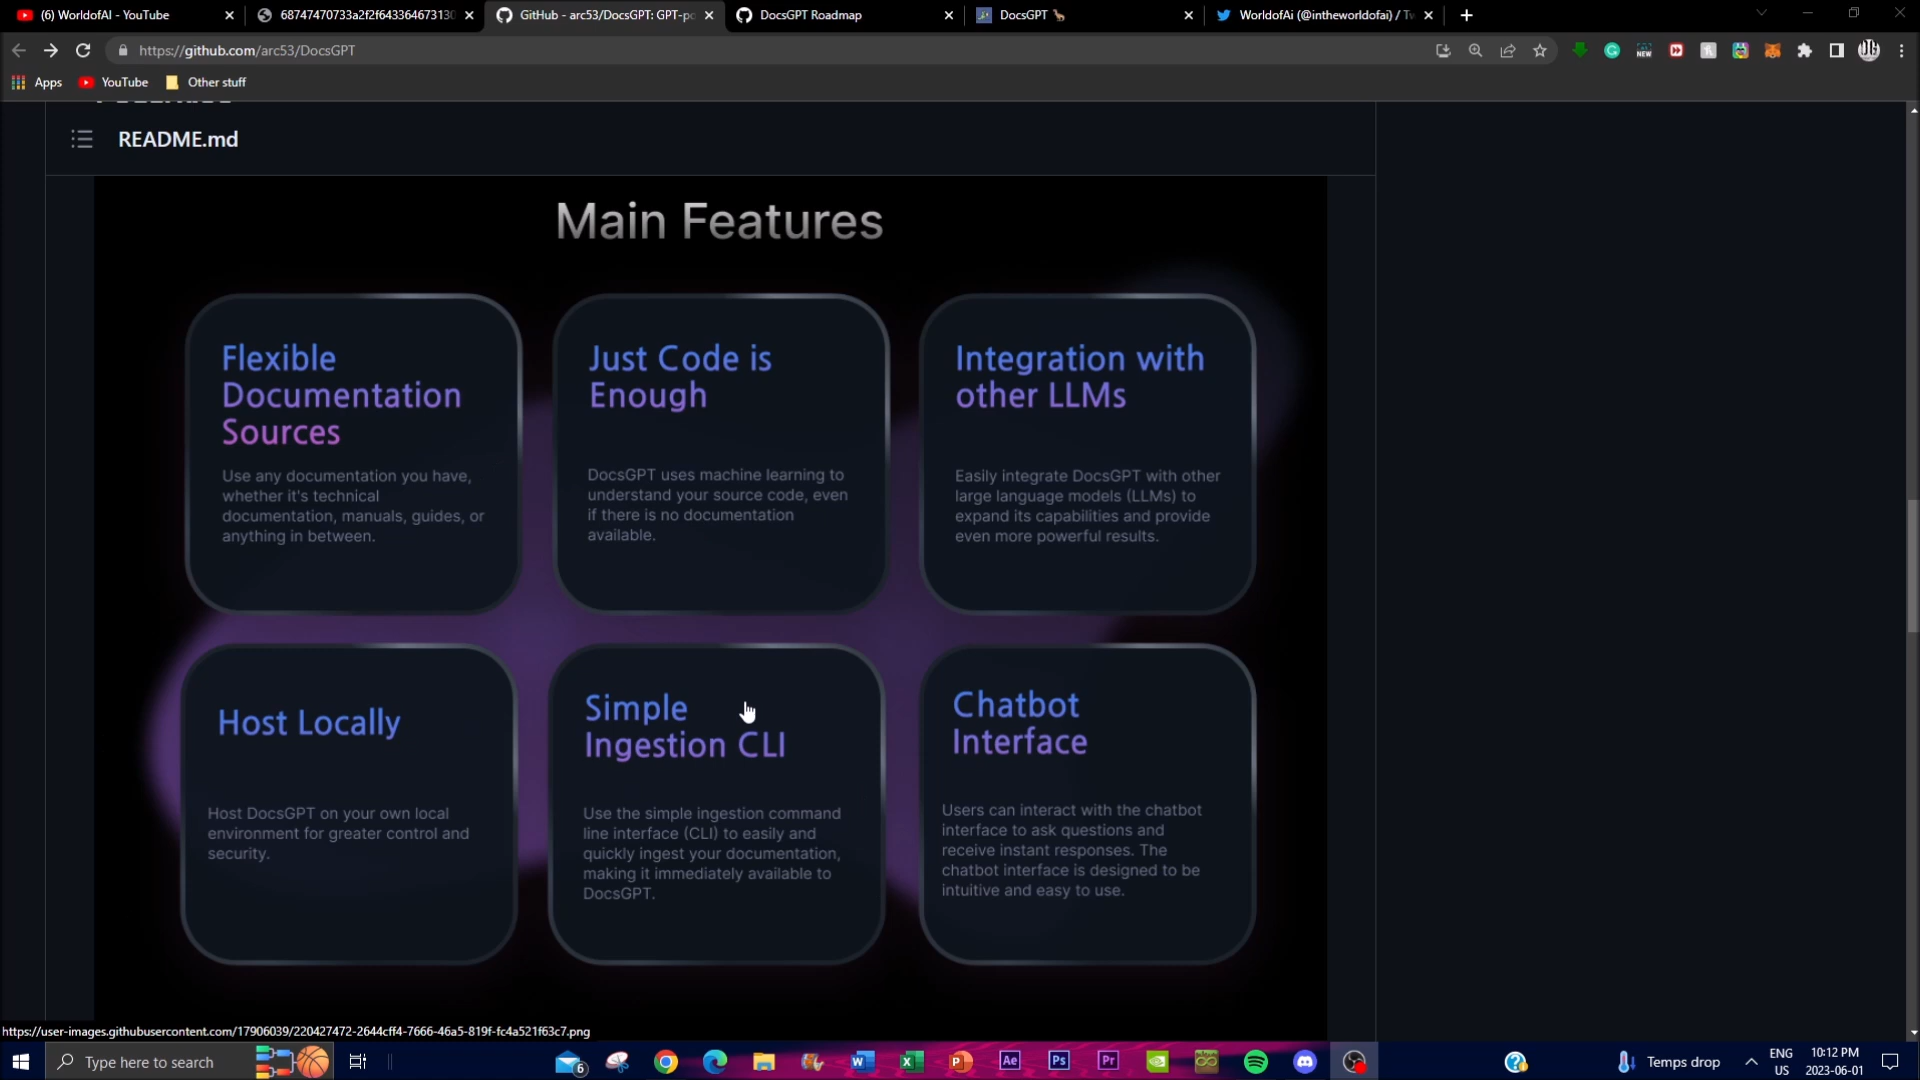 (6) WorldofAI - YouTube
68747470733a2f2f6433646713
GitHub - arc53/DocsGPT: GPT-po
DocsGPT Roadmap
DocsGPT
WorldofAi (@intheworldofai) / Tw
https://github.com/arc53/DocsGPT
Apps
YouTube
Other stuff
README.md
Main Features
Flexible
Documentation
Sources
Use any documentation you have,
whether it's technical
documentation, manuals, guides, or
anything in between.
Just Code is
Enough
DocsGPT uses machine learning to
understand your source code, even
if there is no documentation
available.
Integration with
other LLMs
Easily integrate DocsGPT with other
large language models (LLMs) to
expand its capabilities and provide
even more powerful results.
Host Locally
Host DocsGPT on your own local
environment for greater control and
security.
Simple
Ingestion CLI
Use the simple ingestion command
line interface (CLI) to easily and
quickly ingest your documentation,
making it immediately available to
DocsGPT.
Chatbot
Interface
Users can interact with the chatbot
interface to ask questions and
receive instant responses. The
chatbot interface is designed to be
intuitive and easy to use.
https://user-images.githubusercontent.com/17906039/220427472-2644cff4-7666-46a5-819f-fc4a521f63c7.png
Type here to search
6
Ae
Ps
Pr
Temps drop
ENG
US
10:12 PM
2023-06-01